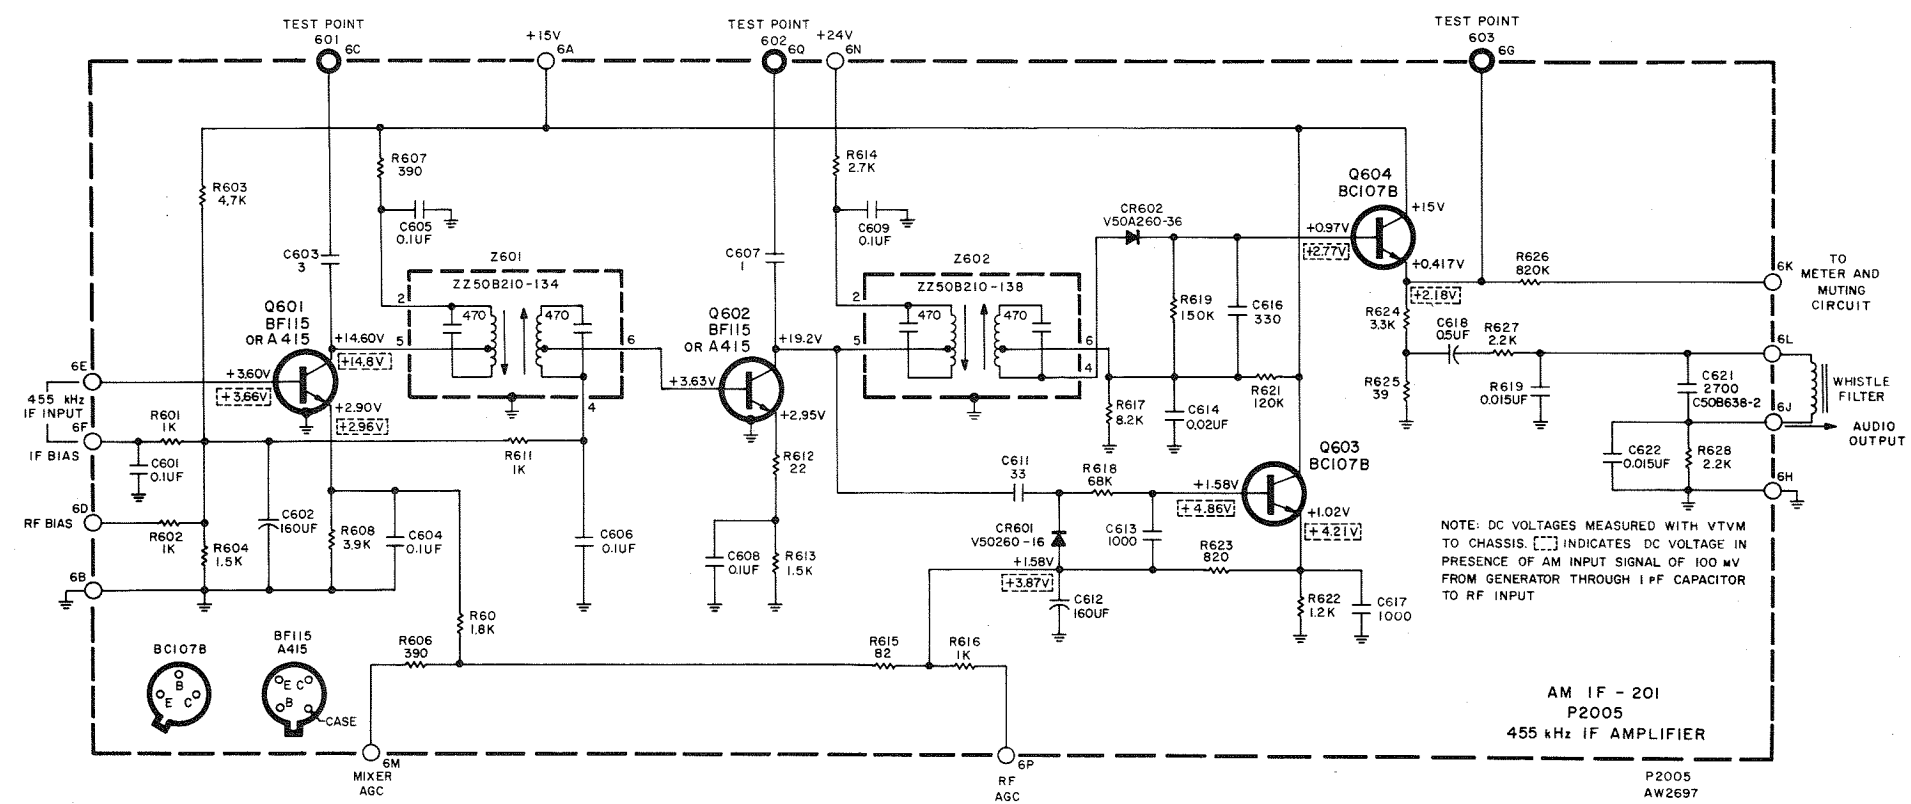 TEST POINT
601
6C
+15V
6A
TEST POINT
602
6Q
+24V
6N
TEST POINT
603
6G
R603
4.7K
R607
390
C605
0.1UF
C603
3
Q601
BF115
OR A415
+14.60V
+14.8V
6E
+3.60V
+3.66V
455 kHz
IF INPUT
6F
IF BIAS
R601
1K
C601
0.1UF
+2.90V
+2.96V
6D
RF BIAS
R602
1K
R604
1.5K
C602
160UF
R608
3.9K
C604
0.1UF
6B
Z601
ZZ50B210-134
2
470
470
5
6
4
R611
1K
C606
0.1UF
C607
1
Q602
BF115
OR A415
+19.2V
+3.63V
+2.95V
R612
22
C608
0.1UF
R613
1.5K
R614
2.7K
C609
0.1UF
Z602
ZZ50B210-138
2
470
470
5
6
4
CR602
V50A260-36
R619
150K
C616
330
R617
8.2K
C614
0.02UF
R621
120K
Q604
BC107B
+15V
+0.97V
+2.77V
+0.417V
+2.18V
R626
820K
6K
TO
METER AND
MUTING
CIRCUIT
R624
3.3K
C618
0.5UF
R627
2.2K
6L
R625
39
R619
0.015UF
C621
2700
C50B638-2
WHISTLE
FILTER
6J
AUDIO
OUTPUT
C622
0.015UF
R628
2.2K
6H
C611
33
R618
68K
Q603
BC107B
+1.58V
+4.86V
+1.02V
+4.21V
CR601
V50260-16
C613
1000
R623
820
+1.58V
+3.87V
C612
160UF
R622
1.2K
C617
1000
NOTE: DC VOLTAGES MEASURED WITH VTVM
TO CHASSIS. INDICATES DC VOLTAGE IN
PRESENCE OF AM INPUT SIGNAL OF 100 MV
FROM GENERATOR THROUGH 1 PF CAPACITOR
TO RF INPUT
R60
1.8K
R606
390
R615
82
R616
1K
BC107B
B
E C
BF115
A415
E C
B
CASE
6M
MIXER
AGC
6P
RF
AGC
AM IF-201
P2005
455 kHz IF AMPLIFIER
P2005
AW2697